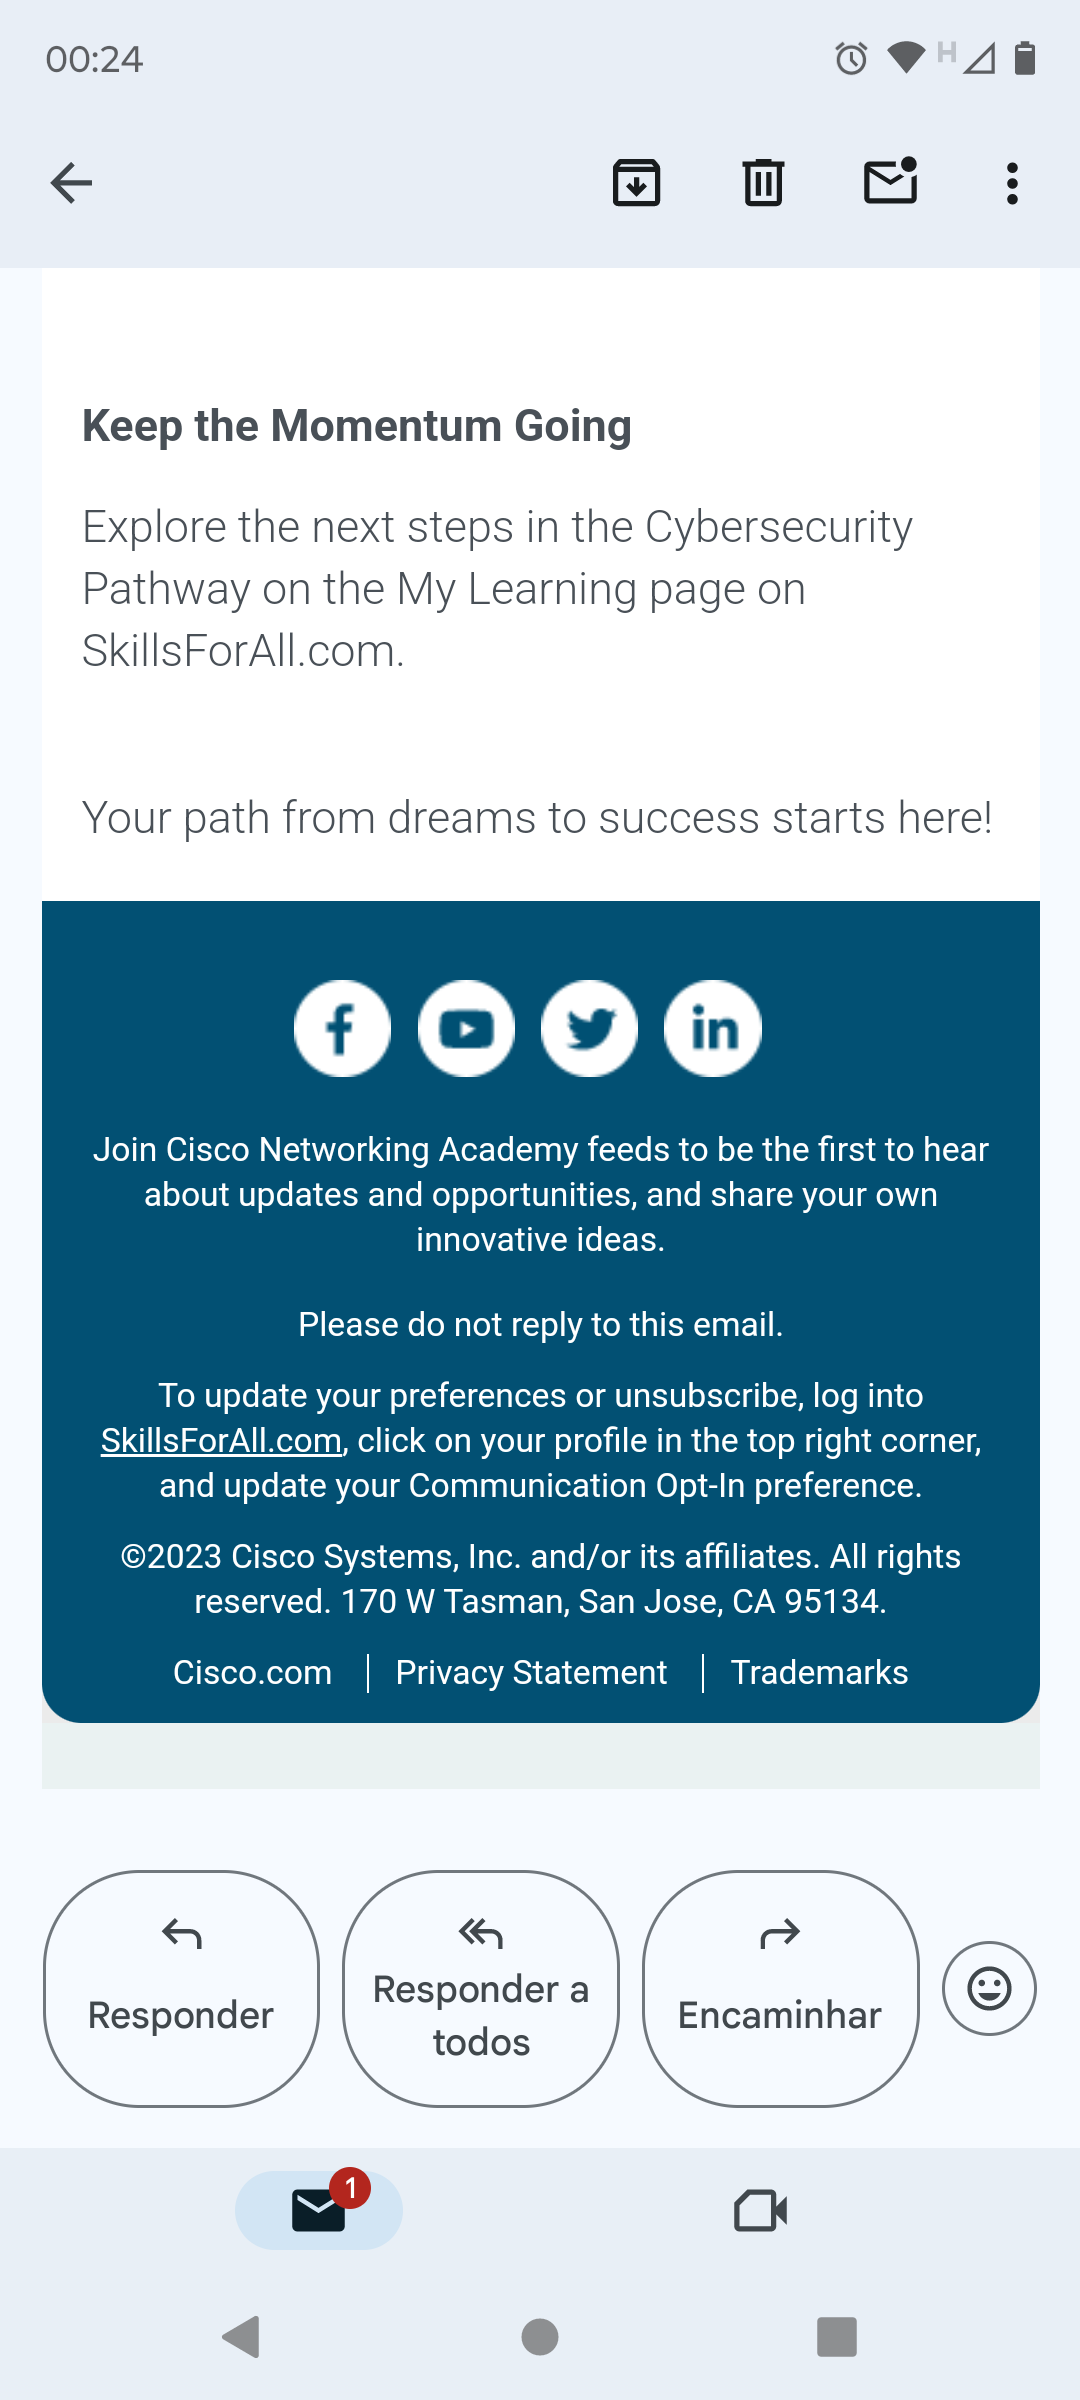 00:24
H
Keep the Momentum Going
Explore the next steps in the Cybersecurity
Pathway on the My Learning page on
SkillsForAll.com.
Your path from dreams to success starts here!
f
in
Join Cisco Networking Academy feeds to be the first to hear
about updates and opportunities, and share your own
innovative ideas.
Please do not reply to this email.
To update your preferences or unsubscribe, log into
SkillsForAll.com, click on your profile in the top right corner,
and update your Communication Opt-In preference.
©2023 Cisco Systems, Inc. and/or its affiliates. All rights
reserved. 170 W Tasman, San Jose, CA 95134.
Cisco.com | Privacy Statement | Trademarks
Responder
Responder a
todos
Encaminhar
1